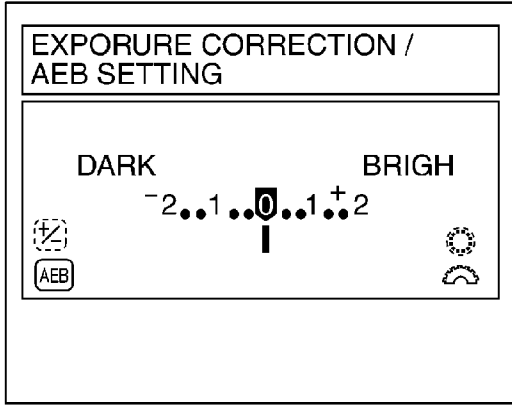 EXPORURE CORRECTION /
AEB SETTING
DARK BRIGH
-2..1..0..1.+.2
+/-
AEB